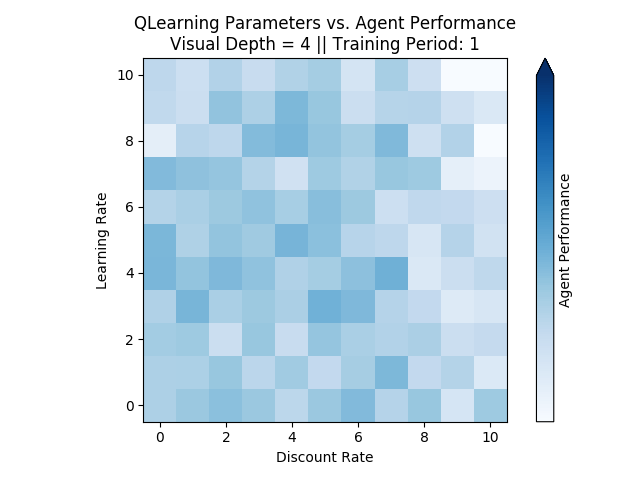 QLearning Parameters vs. Agent Performance
Visual Depth = 4 || Training Period: 1
10
8
6
4
2
0
Learning Rate
0 2 4 6 8 10
Discount Rate
Agent Performance